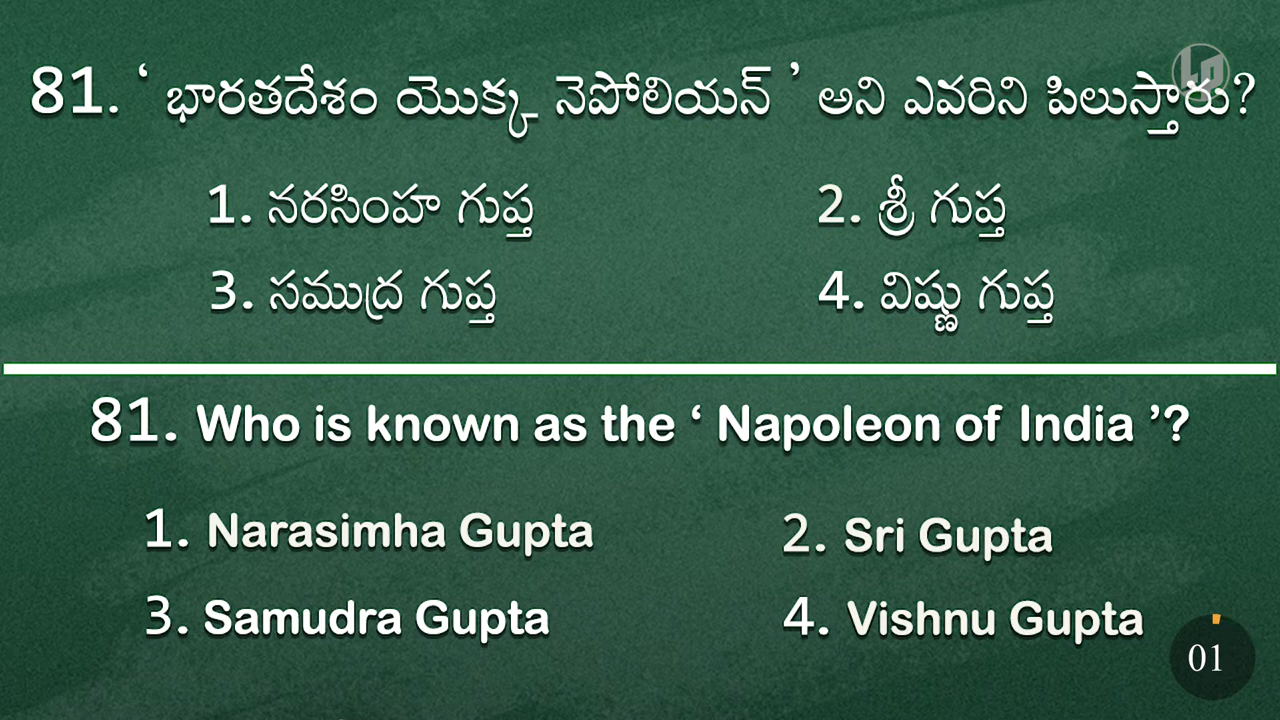 81. ‘ భారతదేశం యొక్క నెపోలియన్ ’ అని ఎవరిని పిలుస్తారు?
1. నరసింహ గుప్త 2. శ్రీ గుప్త
3. సముద్ర గుప్త 4. విష్ణు గుప్త
81. Who is known as the ‘ Napoleon of India ’?
1. Narasimha Gupta 2. Sri Gupta
3. Samudra Gupta 4. Vishnu Gupta
01